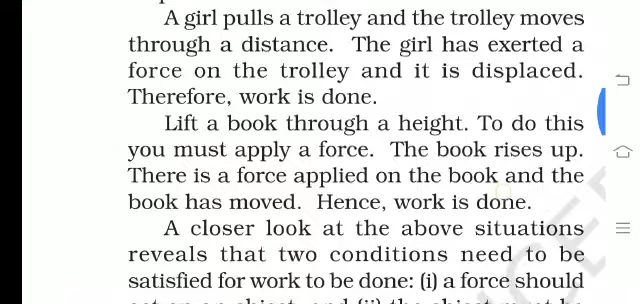 A girl pulls a trolley and the trolley moves
through a distance. The girl has exerted a
force on the trolley and it is displaced.
Therefore, work is done.
Lift a book through a height. To do this
you must apply a force. The book rises up.
There is a force applied on the book and the
book has moved. Hence, work is done.
A closer look at the above situations
reveals that two conditions need to be
satisfied for work to be done: (i) a force should